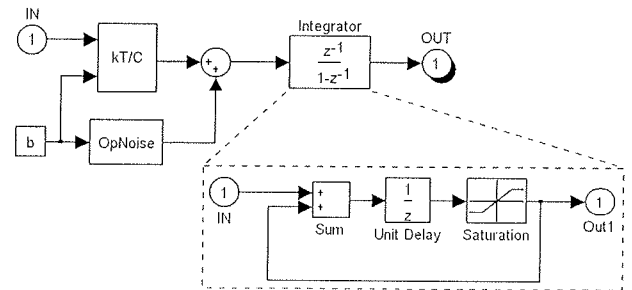 IN
1
kT/C
+
+
Integrator
z-1
1-z-1
OUT
1
b
OpNoise
1
IN
+
+
Sum
1
z
Unit Delay
Saturation
1
Out1